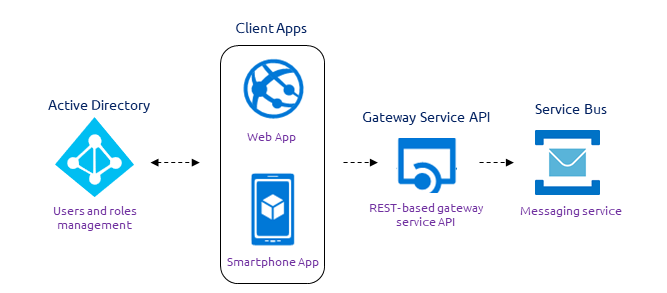 Client Apps
Web App
Smartphone App
Active Directory
Users and roles
management
Gateway Service API
REST-based gateway
service API
Service Bus
Messaging service